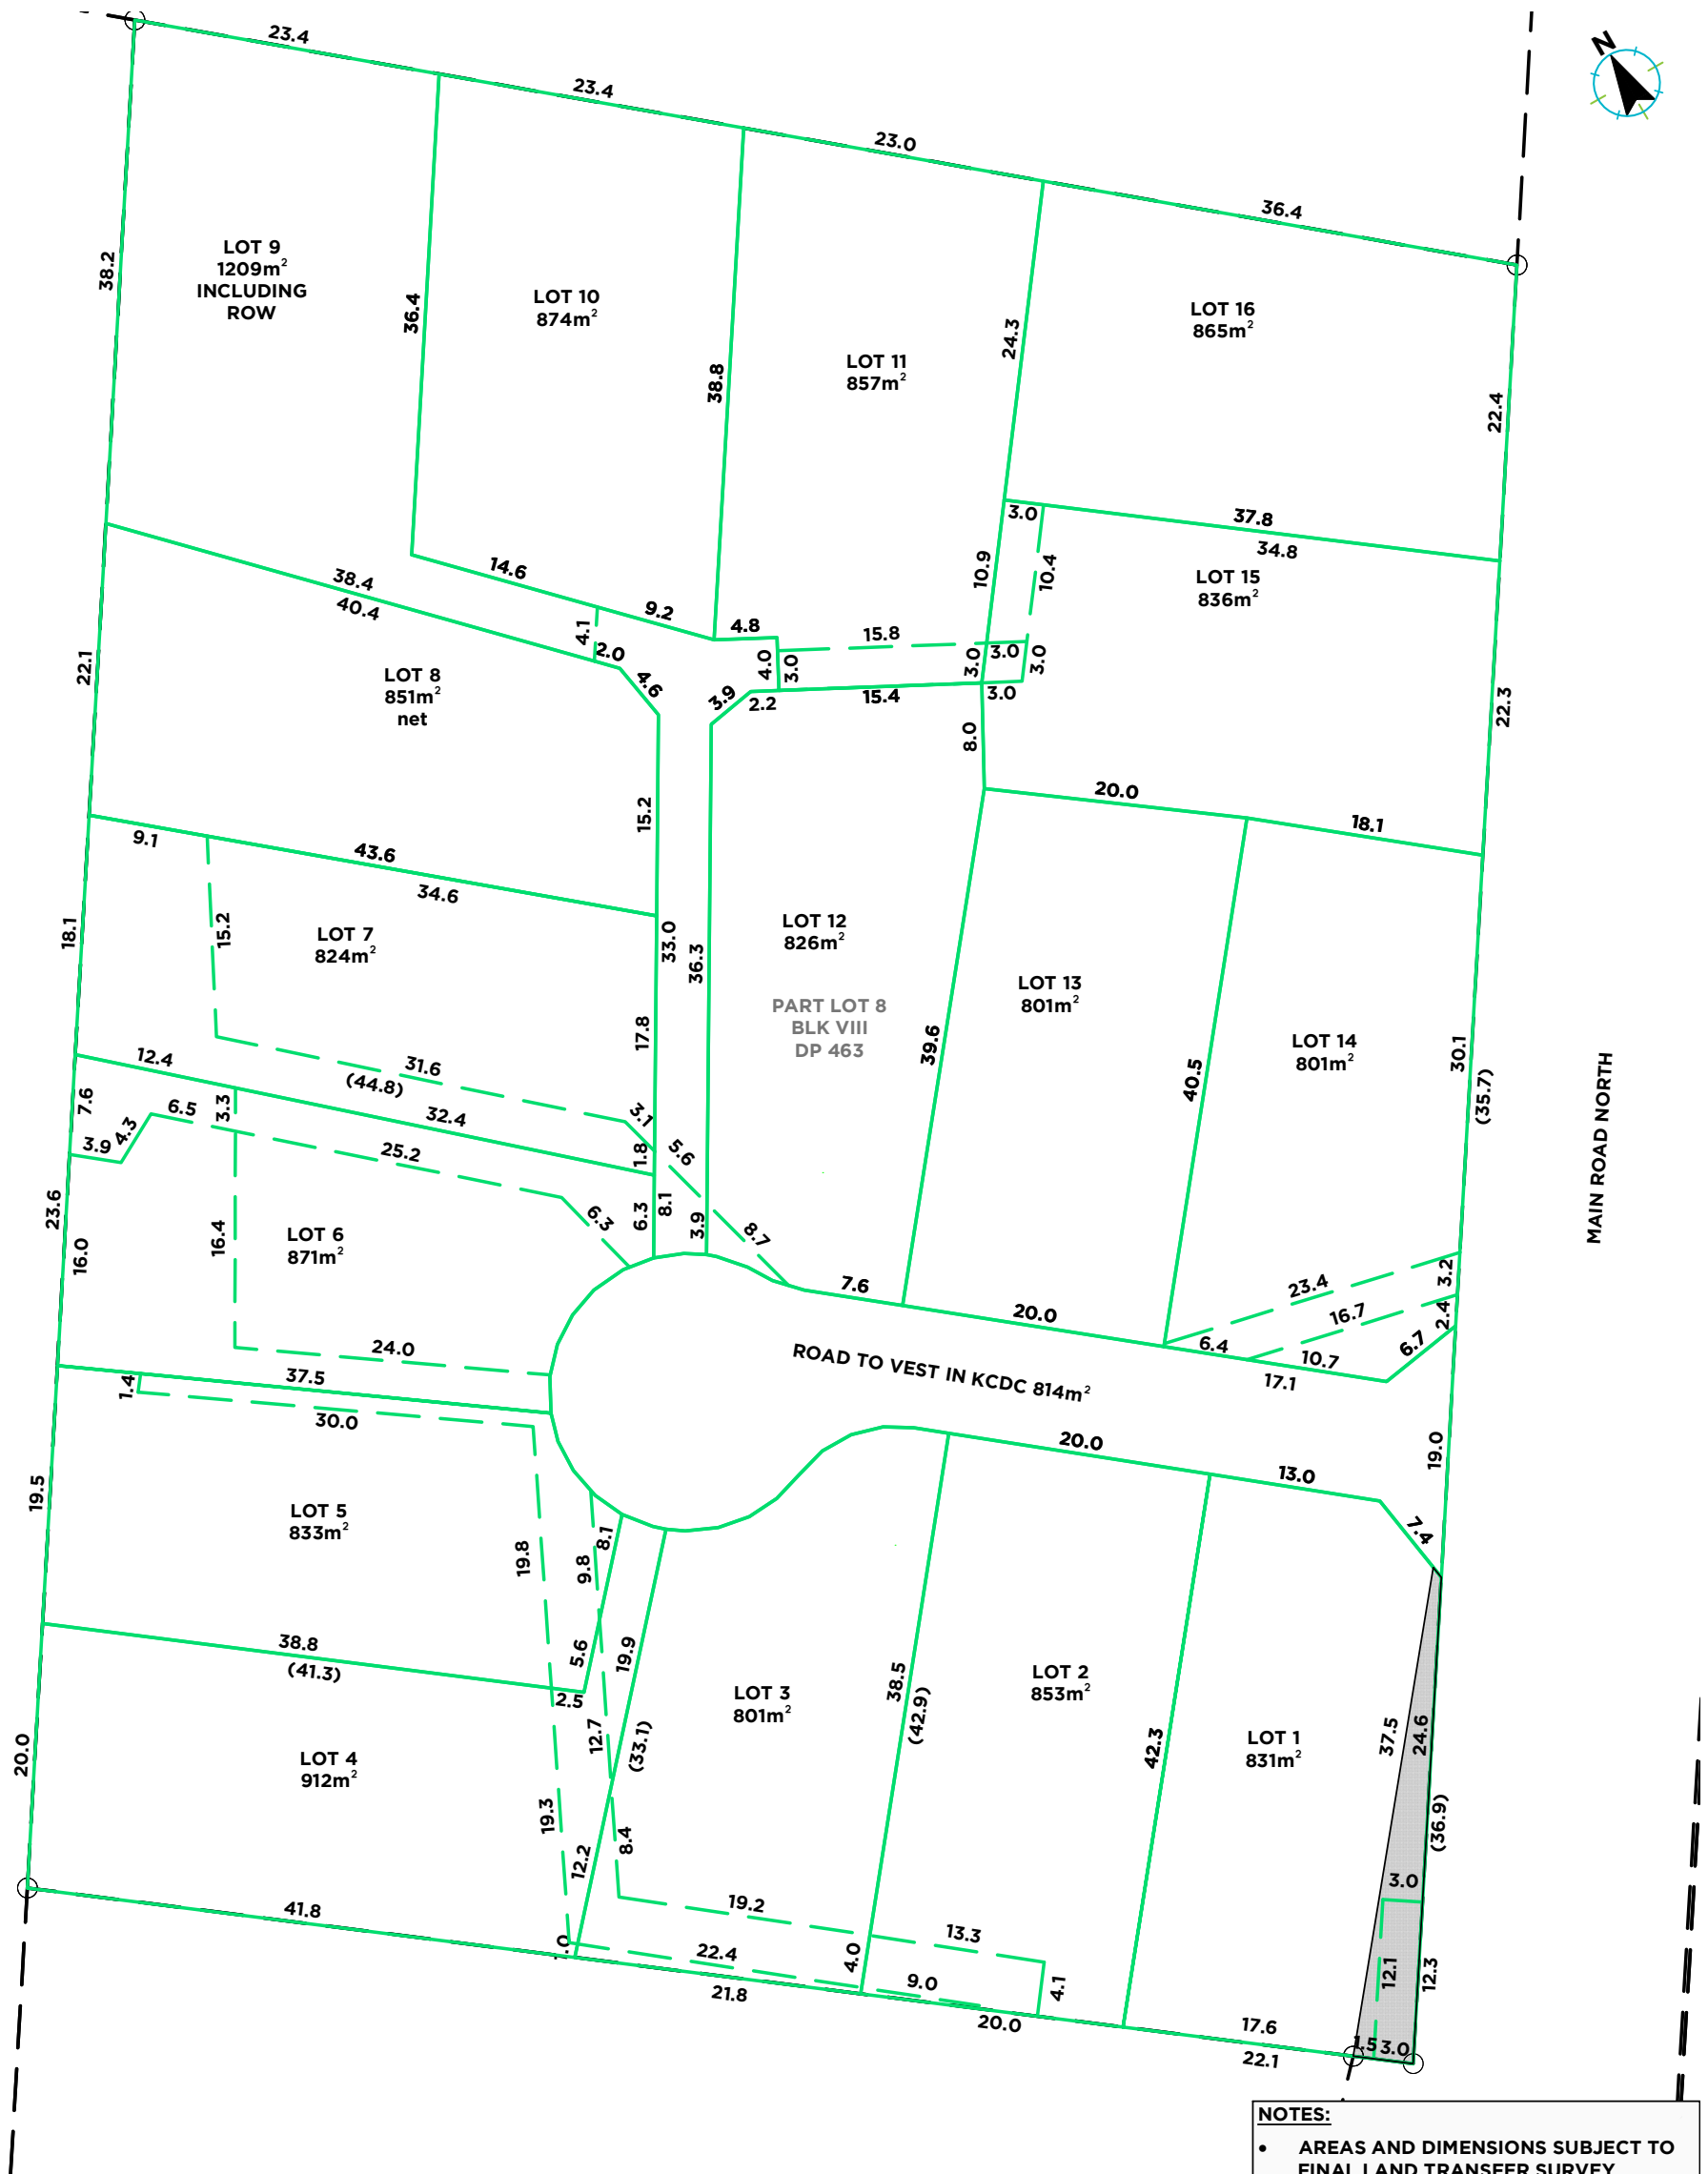 N
23.4
23.4
23.0
36.4
38.2
LOT 9
1209m²
INCLUDING
ROW
36.4
LOT 10
874m²
38.8
LOT 11
857m²
24.3
LOT 16
865m²
22.4
3.0
37.8
34.8
10.9
10.4
LOT 15
836m²
14.6
38.4
40.4
9.2
4.1
2.0
4.8
15.8
4.0
3.0
3.0
3.0
3.0
22.1
LOT 8
851m²
net
4.6
3.9
2.2
15.4
3.0
22.3
8.0
15.2
20.0
18.1
9.1
43.6
34.6
18.1
15.2
LOT 7
824m²
33.0
36.3
LOT 12
826m²
PART LOT 8
BLK VIII
DP 463
LOT 13
801m²
17.8
39.6
LOT 14
801m²
40.5
30.1
(35.7)
MAIN ROAD NORTH
12.4
31.6
(44.8)
32.4
7.6
6.5
3.3
4.3
3.9
3.1
1.8
5.6
25.2
23.6
16.0
16.4
LOT 6
871m²
6.3
6.3
8.1
3.9
8.7
7.6
20.0
23.4
16.7
3.2
2.4
6.4
10.7
6.7
17.1
24.0
37.5
1.4
30.0
ROAD TO VEST IN KCDC 814m²
20.0
13.0
19.0
7.4
19.5
LOT 5
833m²
19.8
9.8
8.1
5.6
19.9
38.8
(41.3)
2.5
20.0
LOT 4
912m²
12.7
(33.1)
LOT 3
801m²
38.5
(42.9)
LOT 2
853m²
42.3
LOT 1
831m²
37.5
24.6
(36.9)
19.3
12.2
8.4
19.2
13.3
3.0
41.8
22.4
4.0
9.0
4.1
12.1
12.3
21.8
20.0
17.6
22.1
1.5
3.0
NOTES:
• AREAS AND DIMENSIONS SUBJECT TO
FINAL LAND TRANSFER SURVEY